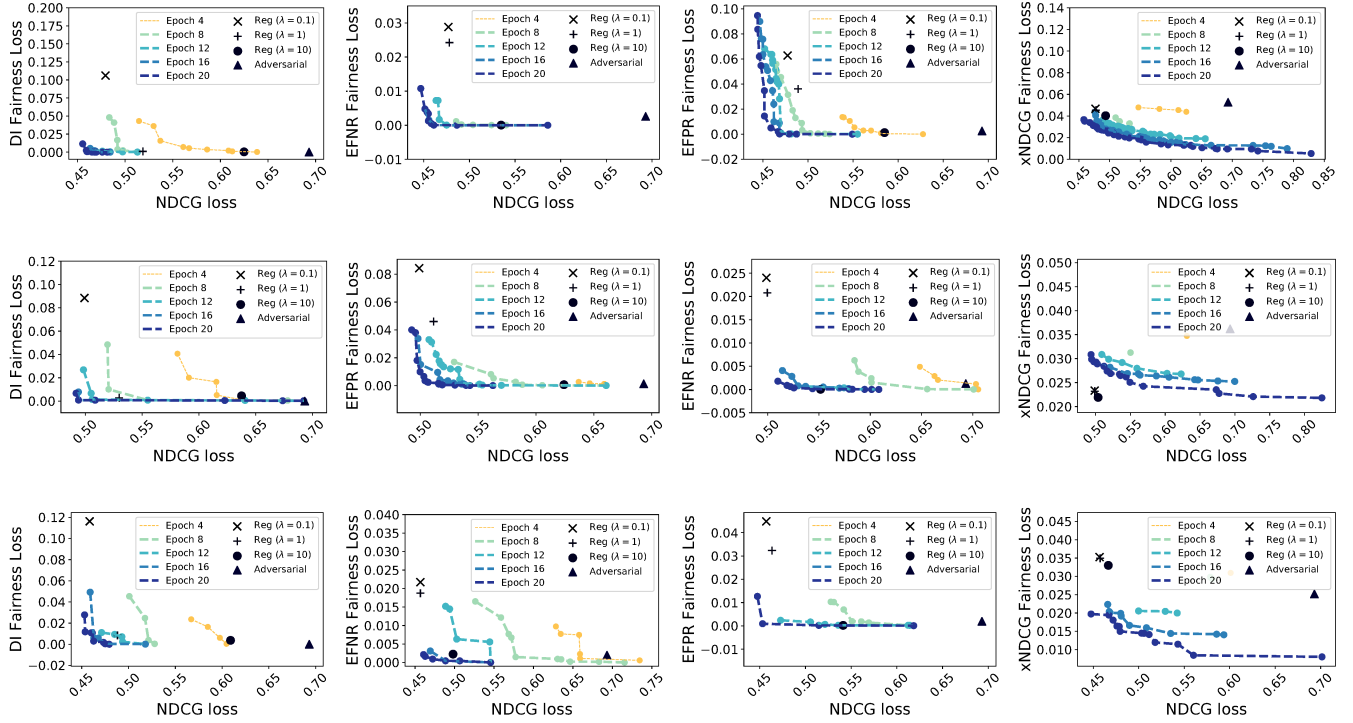 DI Fairness Loss
0.200
0.175
0.150
0.125
0.100
0.075
0.050
0.025
0.000
Epoch 4
Epoch 8
Epoch 12
Epoch 16
Epoch 20
Reg (λ = 0.1)
Reg (λ = 1)
Reg (λ = 10)
Adversarial
0.45 0.50 0.55 0.60 0.65 0.70
NDCG loss
EFNR Fairness Loss
0.03
0.02
0.01
0.00
−0.01
Epoch 4
Epoch 8
Epoch 12
Epoch 16
Epoch 20
Reg (λ = 0.1)
Reg (λ = 1)
Reg (λ = 10)
Adversarial
0.45 0.50 0.55 0.60 0.65 0.70
NDCG loss
EFPR Fairness Loss
0.10
0.08
0.06
0.04
0.02
0.00
−0.02
Epoch 4
Epoch 8
Epoch 12
Epoch 16
Epoch 20
Reg (λ = 0.1)
Reg (λ = 1)
Reg (λ = 10)
Adversarial
0.45 0.50 0.55 0.60 0.65 0.70
NDCG loss
xNDCG Fairness Loss
0.14
0.12
0.10
0.08
0.06
0.04
0.02
0.00
Epoch 4
Epoch 8
Epoch 12
Epoch 16
Epoch 20
Reg (λ = 0.1)
Reg (λ = 1)
Reg (λ = 10)
Adversarial
0.45 0.50 0.55 0.60 0.65 0.70 0.75 0.80 0.85
NDCG loss
DI Fairness Loss
0.12
0.10
0.08
0.06
0.04
0.02
0.00
Epoch 4
Epoch 8
Epoch 12
Epoch 16
Epoch 20
Reg (λ = 0.1)
Reg (λ = 1)
Reg (λ = 10)
Adversarial
0.50 0.55 0.60 0.65 0.70
NDCG loss
EFPR Fairness Loss
0.08
0.06
0.04
0.02
0.00
Epoch 4
Epoch 8
Epoch 12
Epoch 16
Epoch 20
Reg (λ = 0.1)
Reg (λ = 1)
Reg (λ = 10)
Adversarial
0.50 0.55 0.60 0.65 0.70
NDCG loss
EFNR Fairness Loss
0.025
0.020
0.015
0.010
0.005
0.000
−0.005
Epoch 4
Epoch 8
Epoch 12
Epoch 16
Epoch 20
Reg (λ = 0.1)
Reg (λ = 1)
Reg (λ = 10)
Adversarial
0.50 0.55 0.60 0.65 0.70
NDCG loss
xNDCG Fairness Loss
0.050
0.045
0.040
0.035
0.030
0.025
0.020
Epoch 4
Epoch 8
Epoch 12
Epoch 16
Epoch 20
Reg (λ = 0.1)
Reg (λ = 1)
Reg (λ = 10)
Adversarial
0.50 0.55 0.60 0.65 0.70 0.75 0.80
NDCG loss
DI Fairness Loss
0.12
0.10
0.08
0.06
0.04
0.02
0.00
−0.02
Epoch 4
Epoch 8
Epoch 12
Epoch 16
Epoch 20
Reg (λ = 0.1)
Reg (λ = 1)
Reg (λ = 10)
Adversarial
0.45 0.50 0.55 0.60 0.65 0.70
NDCG loss
EFNR Fairness Loss
0.040
0.035
0.030
0.025
0.020
0.015
0.010
0.005
0.000
Epoch 4
Epoch 8
Epoch 12
Epoch 16
Epoch 20
Reg (λ = 0.1)
Reg (λ = 1)
Reg (λ = 10)
Adversarial
0.45 0.50 0.55 0.60 0.65 0.70 0.75
NDCG loss
EFPR Fairness Loss
0.04
0.03
0.02
0.01
0.00
−0.01
Epoch 4
Epoch 8
Epoch 12
Epoch 16
Epoch 20
Reg (λ = 0.1)
Reg (λ = 1)
Reg (λ = 10)
Adversarial
0.45 0.50 0.55 0.60 0.65 0.70
NDCG loss
xNDCG Fairness Loss
0.045
0.040
0.035
0.030
0.025
0.020
0.015
0.010
Epoch 4
Epoch 8
Epoch 12
Epoch 16
Epoch 20
Reg (λ = 0.1)
Reg (λ = 1)
Reg (λ = 10)
Adversarial
0.45 0.50 0.55 0.60 0.65 0.70
NDCG loss